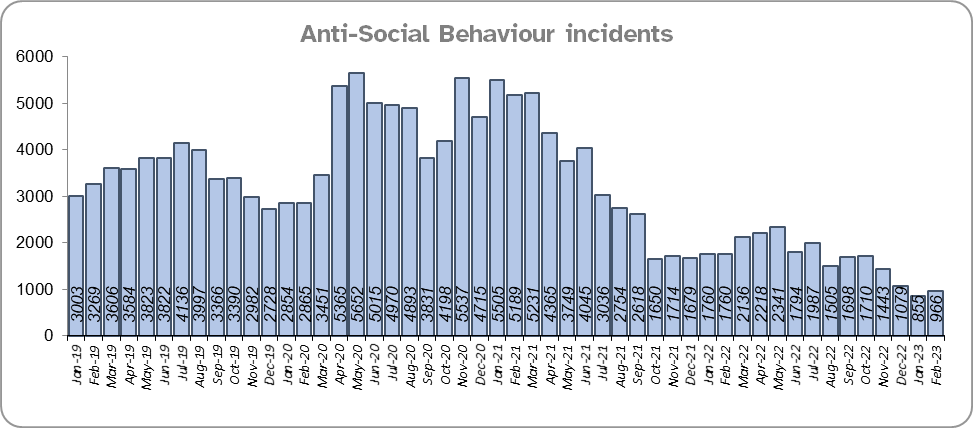 Anti-Social Behaviour incidents
6000
5000
4000
3000
2000
1000
0
3003
3269
3606
3584
3823
3822
4136
3997
3366
3390
2982
2728
2854
2865
3451
5365
5652
5015
4970
4893
3831
4198
5537
4715
5505
5189
5231
4365
3749
4045
3036
2754
2618
1650
1714
1679
1760
1760
2136
2218
2341
1794
1987
1505
1698
1710
1443
1079
855
966
Jan-19
Feb-19
Mar-19
Apr-19
May-19
Jun-19
Jul-19
Aug-19
Sep-19
Oct-19
Nov-19
Dec-19
Jan-20
Feb-20
Mar-20
Apr-20
May-20
Jun-20
Jul-20
Aug-20
Sep-20
Oct-20
Nov-20
Dec-20
Jan-21
Feb-21
Mar-21
Apr-21
May-21
Jun-21
Jul-21
Aug-21
Sep-21
Oct-21
Nov-21
Dec-21
Jan-22
Feb-22
Mar-22
Apr-22
May-22
Jun-22
Jul-22
Aug-22
Sep-22
Oct-22
Nov-22
Dec-22
Jan-23
Feb-23